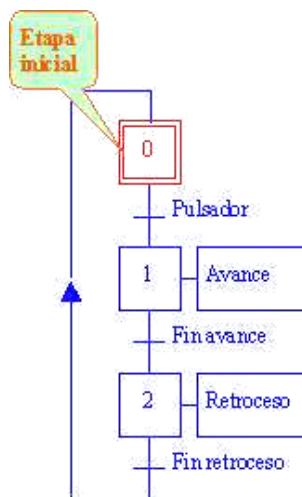 Etapa
inicial
0
Pulsador
1
Avance
Fin avance
2
Retroceso
Fin retroceso